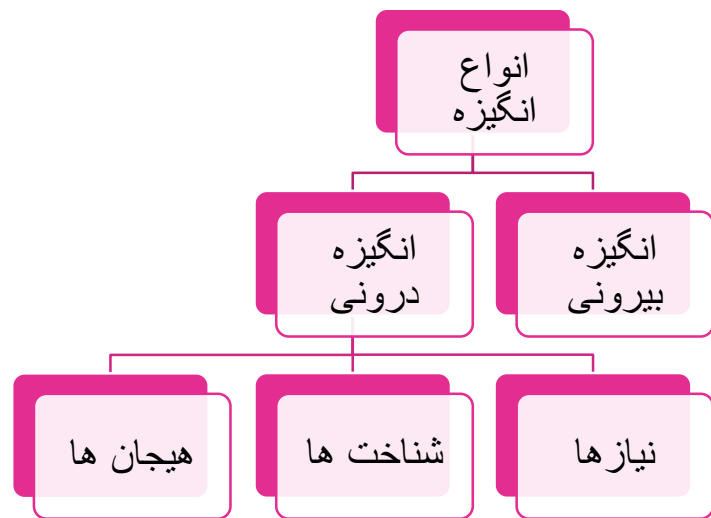 انواع
انگیزه
انگیزه
بیرونی
انگیزه
درونی
نیازها
شناخت ها
هیجان ها